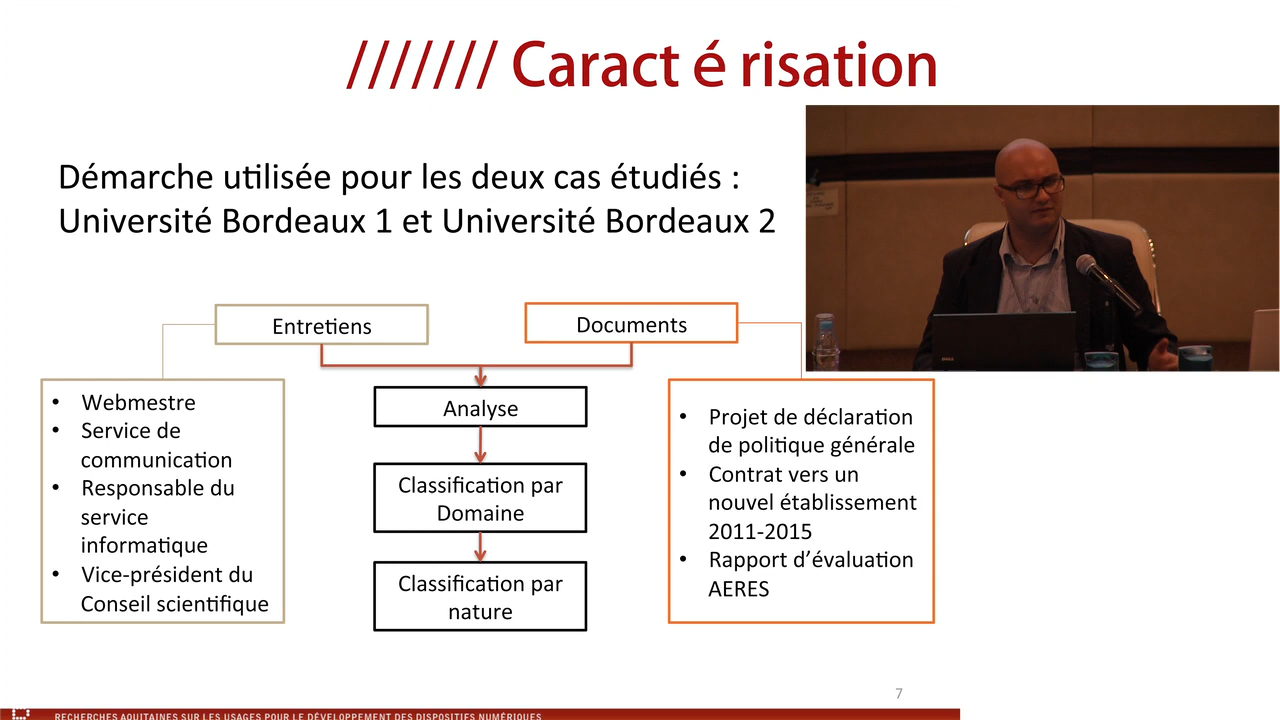 /////// Caract é risation
Démarche utilisée pour les deux cas étudiés :
Université Bordeaux 1 et Université Bordeaux 2
Entretiens
Documents
• Webmestre
• Service de
communication
• Responsable du
service
informatique
• Vice-président du
Conseil scientifique
Analyse
Classification par
Domaine
Classification par
nature
• Projet de déclaration
de politique générale
• Contrat vers un
nouvel établissement
2011-2015
• Rapport d’évaluation
AERES
DELL
7
RECHERCHES AQUITAINES SUR LES USAGES POUR LE DÉVELOPPEMENT DES DISPOSITIFS NUMÉRIQUES